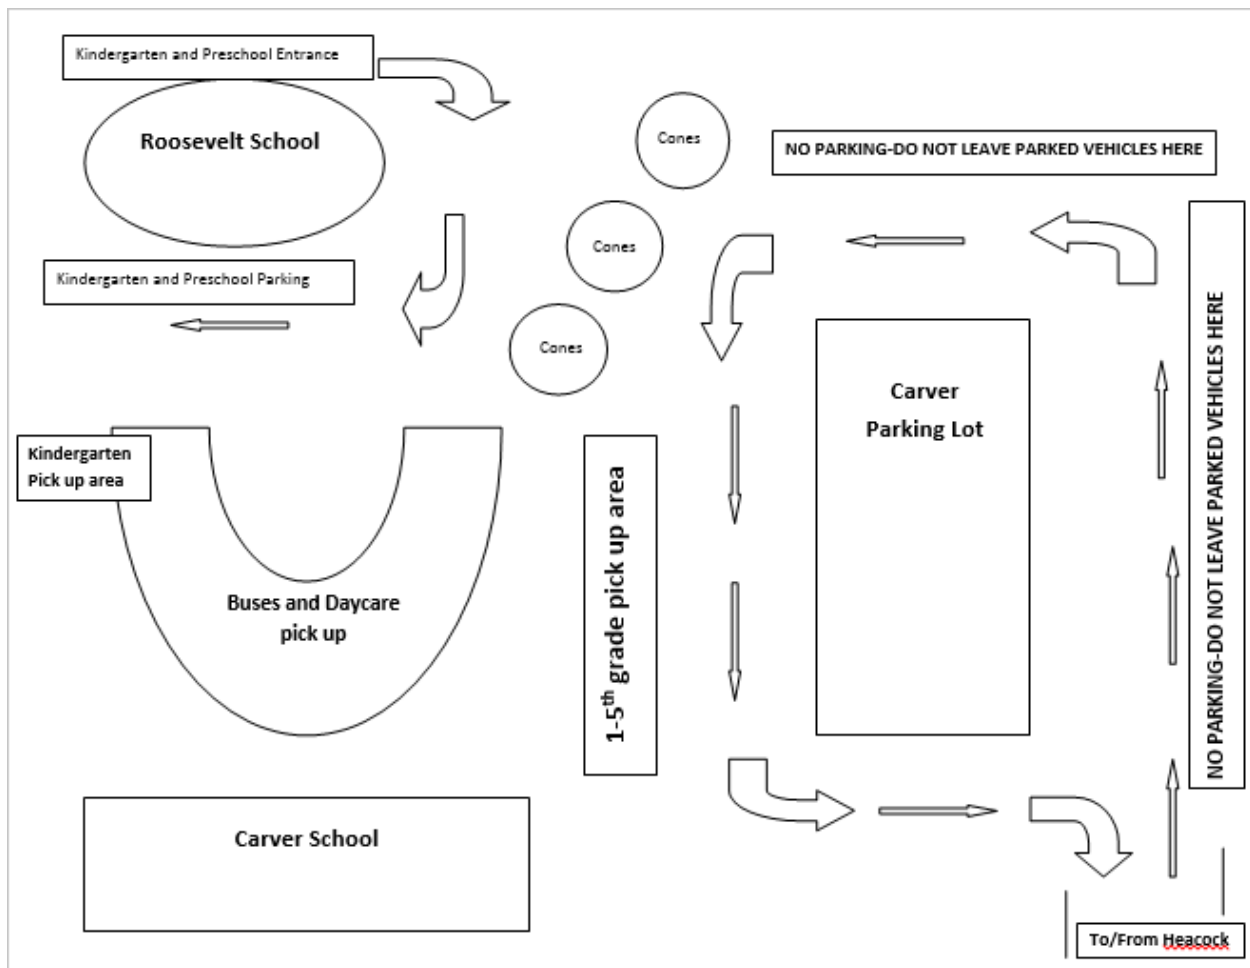 Kindergarten and Preschool Entrance
Roosevelt School
Cones
NO PARKING-DO NOT LEAVE PARKED VEHICLES HERE
Cones
Kindergarten and Preschool Parking
Cones
NO PARKING-DO NOT LEAVE PARKED VEHICLES HERE
Carver
Parking Lot
Kindergarten
Pick up area
1-5th grade pick up area
Buses and Daycare
pick up
Carver School
To/From Heacock